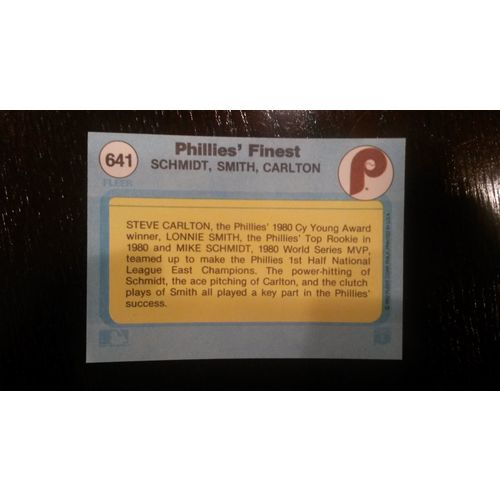 641
FLEER
Phillies' Finest
SCHMIDT, SMITH, CARLTON
P
STEVE CARLTON, the Phillies' 1980 Cy Young Award
winner, LONNIE SMITH, the Phillies' Top Rookie in
1980 and MIKE SCHMIDT, 1980 World Series MVP,
teamed up to make the Phillies 1st Half National
League East Champions. The power-hitting of
Schmidt, the ace pitching of Carlton, and the clutch
plays of Smith all played a key part in the Phillies'
success.